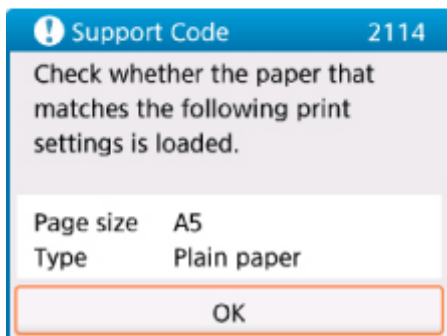 Support Code 2114
Check whether the paper that
matches the following print
settings is loaded.
Page size A5
Type Plain paper
OK